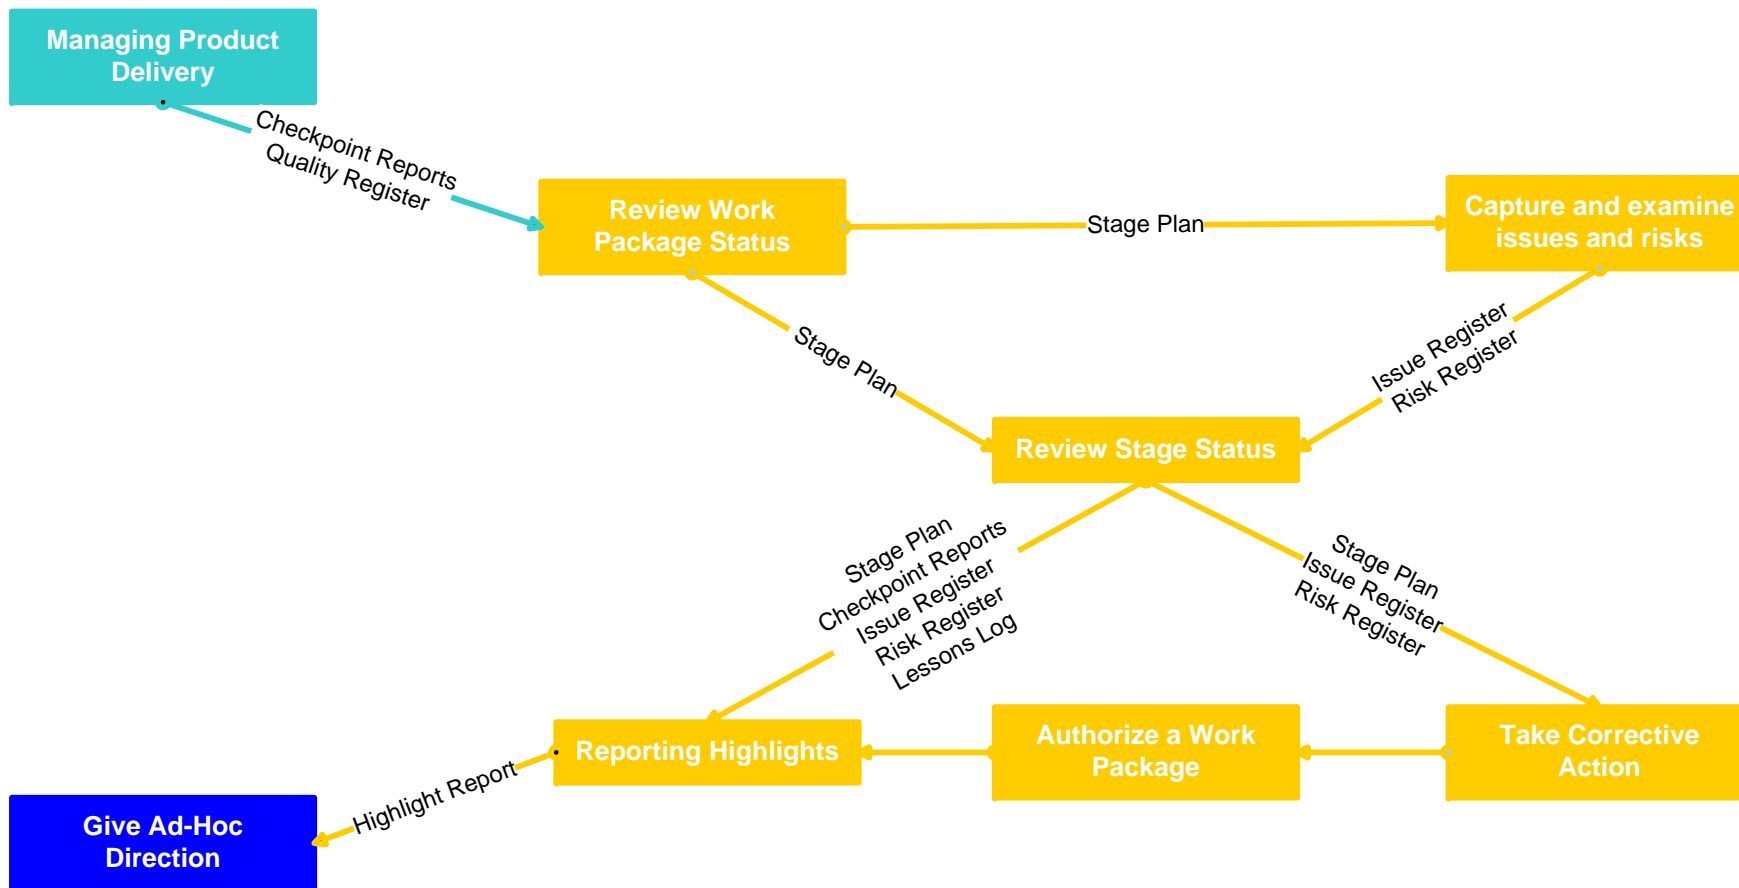 Managing Product
Delivery
Checkpoint Reports
Quality Register
Review Work
Package Status
Stage Plan
Capture and examine
issues and risks
Stage Plan
Issue Register
Risk Register
Review Stage Status
Stage Plan
Checkpoint Reports
Issue Register
Risk Register
Lessons Log
Stage Plan
Issue Register
Risk Register
Reporting Highlights
Authorize a Work
Package
Take Corrective
Action
Highlight Report
Give Ad-Hoc
Direction